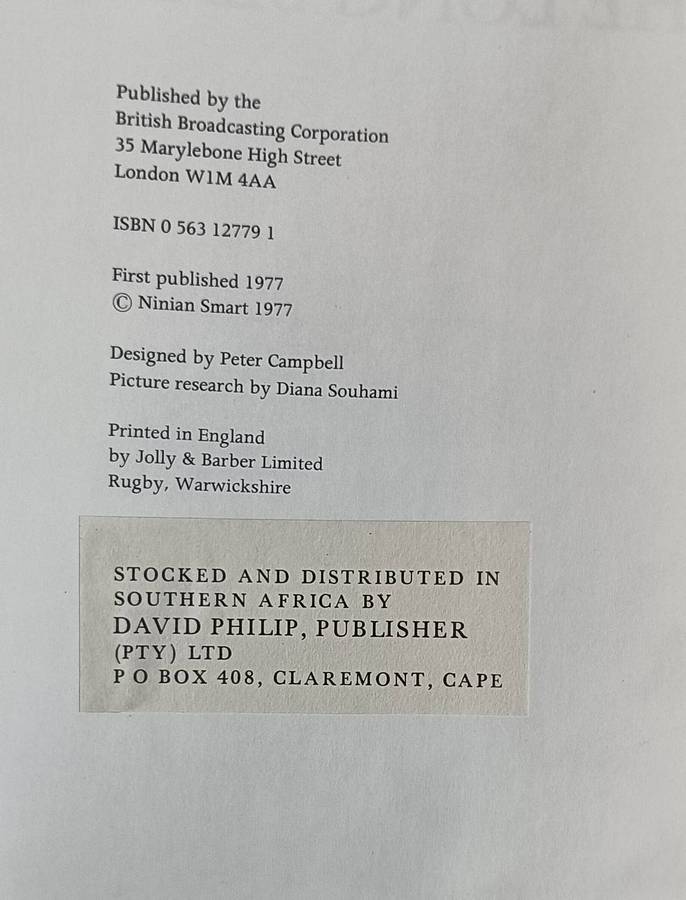 Published by the
British Broadcasting Corporation
35 Marylebone High Street
London W1M 4AA
ISBN 0 563 12779 1
First published 1977
© Ninian Smart 1977
Designed by Peter Campbell
Picture research by Diana Souhami
Printed in England
by Jolly & Barber Limited
Rugby, Warwickshire
STOCKED AND DISTRIBUTED IN
SOUTHERN AFRICA BY
DAVID PHILIP, PUBLISHER
(PTY) LTD
P O BOX 408, CLAREMONT, CAPE